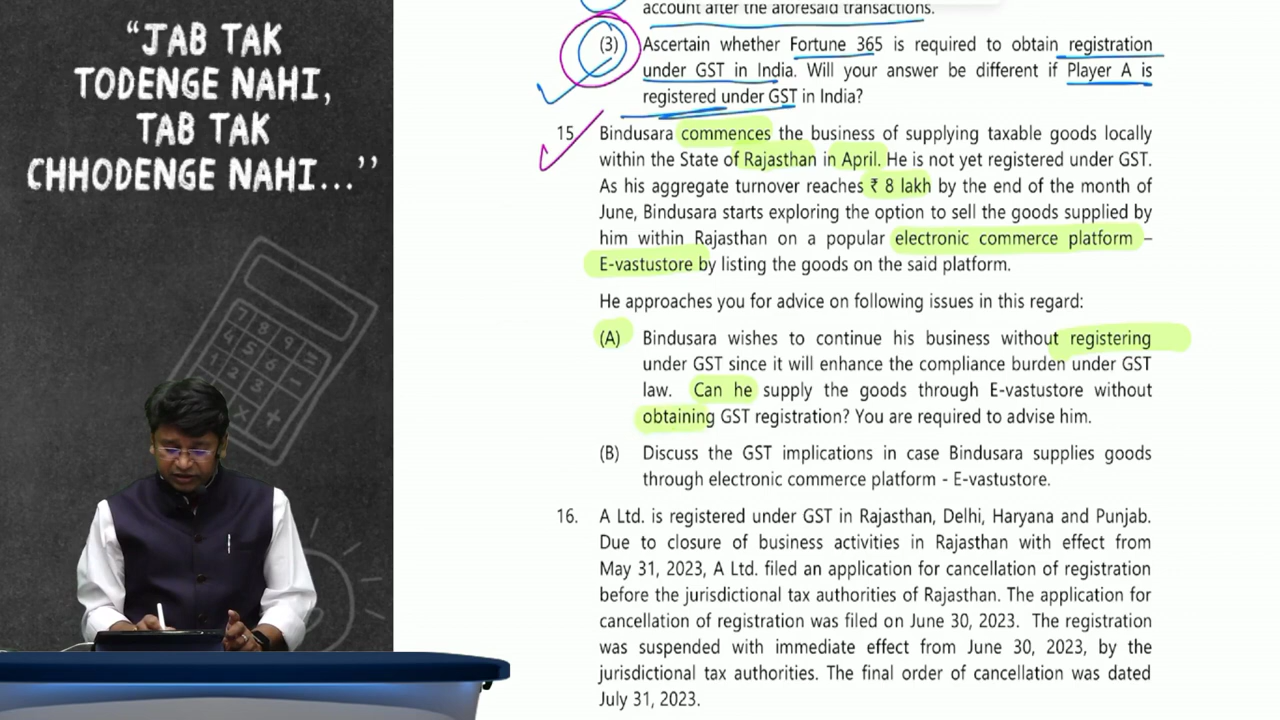 “JAB TAK
TODENGE NAHI,
TAB TAK
CHHODENGE NAHI...’’
account after the aforesaid transactions.
(3) Ascertain whether Fortune 365 is required to obtain registration
under GST in India. Will your answer be different if Player A is
registered under GST in India?
15 Bindusara commences the business of supplying taxable goods locally
within the State of Rajasthan in April. He is not yet registered under GST.
As his aggregate turnover reaches ₹ 8 lakh by the end of the month of
June, Bindusara starts exploring the option to sell the goods supplied by
him within Rajasthan on a popular electronic commerce platform –
E-vastustore by listing the goods on the said platform.
He approaches you for advice on following issues in this regard:
(A) Bindusara wishes to continue his business without registering
under GST since it will enhance the compliance burden under GST
law. Can he supply the goods through E-vastustore without
obtaining GST registration? You are required to advise him.
(B) Discuss the GST implications in case Bindusara supplies goods
through electronic commerce platform - E-vastustore.
16. A Ltd. is registered under GST in Rajasthan, Delhi, Haryana and Punjab.
Due to closure of business activities in Rajasthan with effect from
May 31, 2023, A Ltd. filed an application for cancellation of registration
before the jurisdictional tax authorities of Rajasthan. The application for
cancellation of registration was filed on June 30, 2023. The registration
was suspended with immediate effect from June 30, 2023, by the
jurisdictional tax authorities. The final order of cancellation was dated
July 31, 2023.
7 8 9
4 5 6 =
1 2 3 -
× +